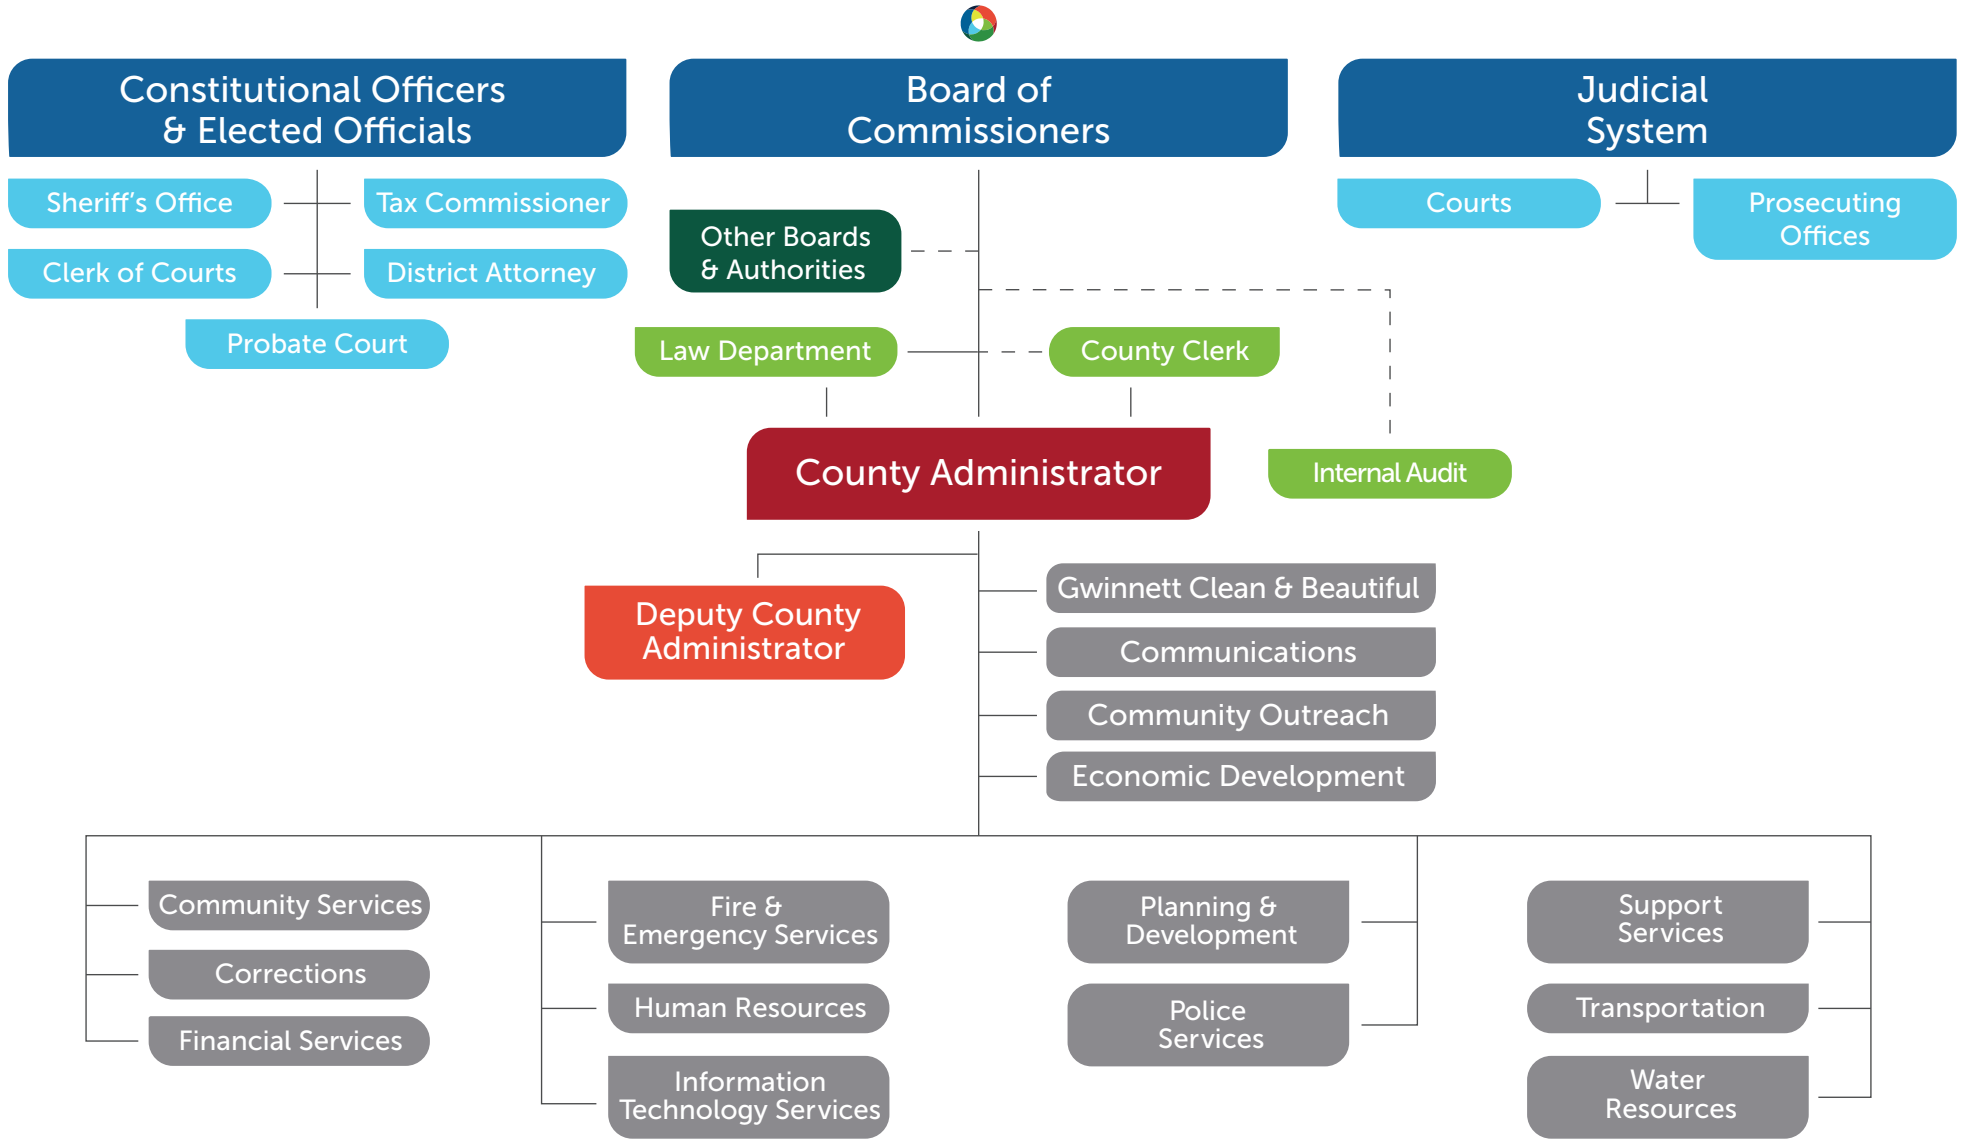 Constitutional Officers
& Elected Officials
Board of
Commissioners
Judicial
System
Sheriff's Office
Tax Commissioner
Clerk of Courts
District Attorney
Probate Court
Other Boards
& Authorities
Courts
Prosecuting
Offices
Law Department
County Clerk
County Administrator
Internal Audit
Deputy County
Administrator
Gwinnett Clean & Beautiful
Communications
Community Outreach
Economic Development
Community Services
Corrections
Financial Services
Fire &
Emergency Services
Human Resources
Information
Technology Services
Planning &
Development
Police
Services
Support
Services
Transportation
Water
Resources